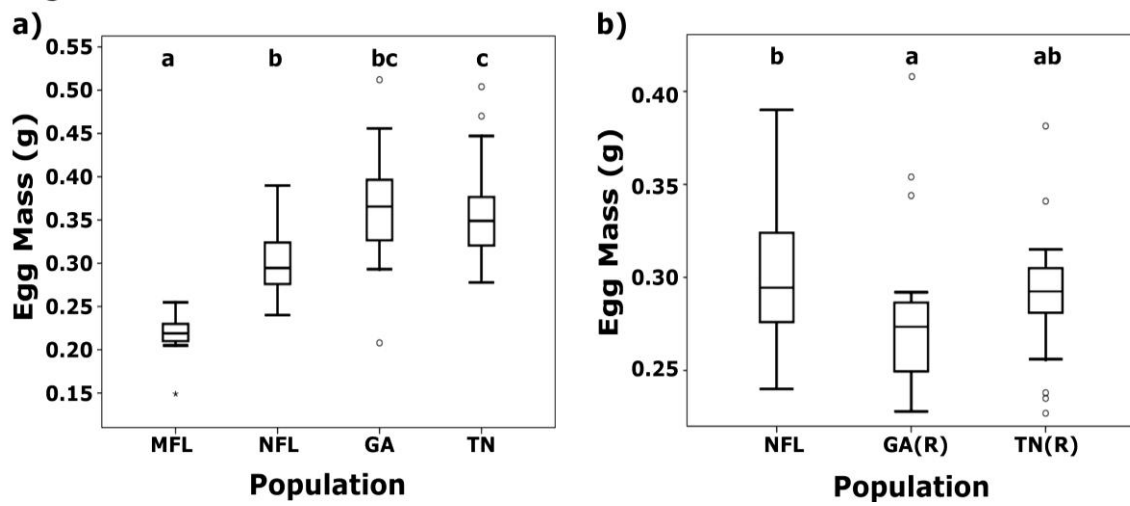 a)
Egg Mass (g)
0.55
0.50
0.45
0.40
0.35
0.30
0.25
0.20
0.15
a b bc c
MFL NFL GA TN
Population
b)
Egg Mass (g)
0.40
0.35
0.30
0.25
b a ab
NFL GA(R) TN(R)
Population